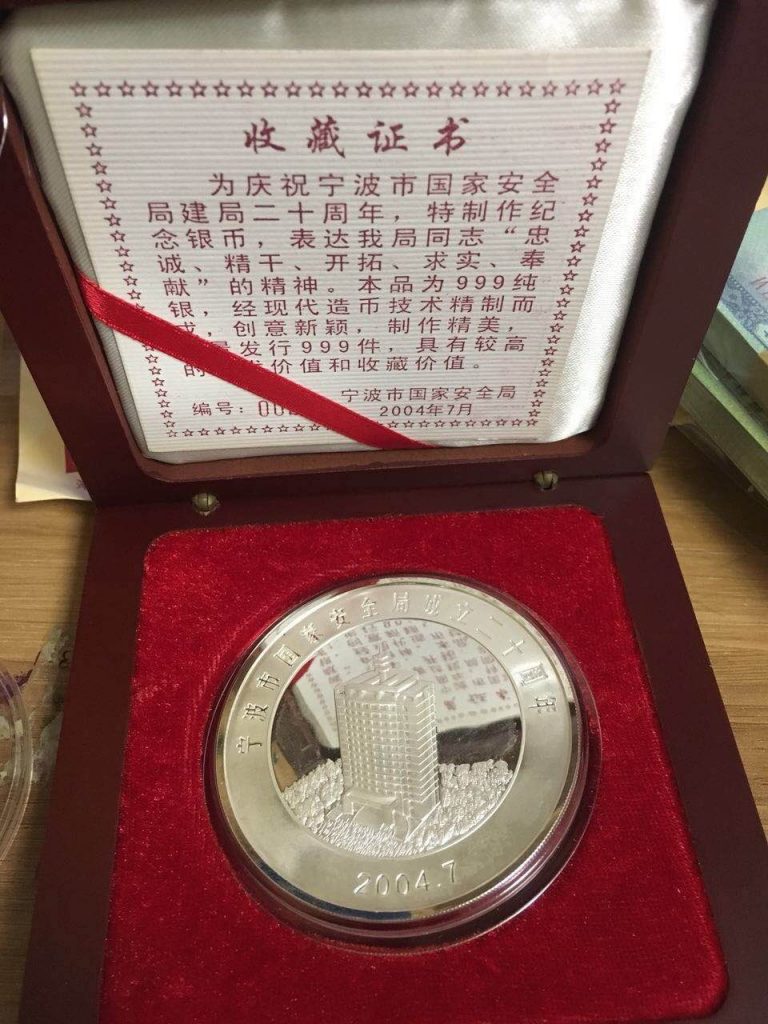 收藏证书
为庆祝宁波市国家安全
局建局二十周年，特制作纪
念银币，表达我局同志“忠
诚、精干、开拓、求实、奉
献”的精神。本品为999纯
银，经现代造币技术精制而
，创意新颖，制作精美，
发行999件，具有较高
的 价值和收藏价值。
宁波市国家安全局
编号：00
2004年7月
宁波市国家安全局成立二十周年
2004.7